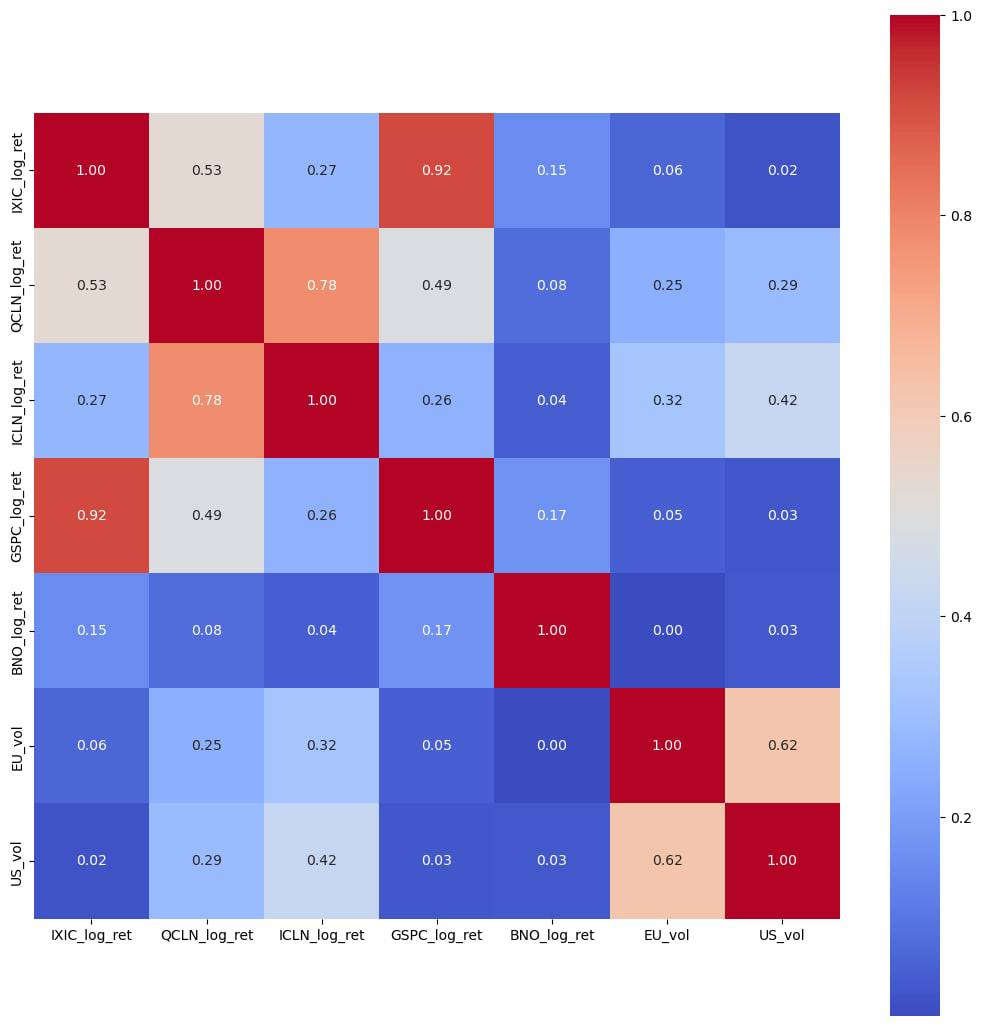 1.0
0.8
0.6
0.4
0.2
IXIC_log_ret 1.00 0.53 0.27 0.92 0.15 0.06 0.02
QCLN_log_ret 0.53 1.00 0.78 0.49 0.08 0.25 0.29
ICLN_log_ret 0.27 0.78 1.00 0.26 0.04 0.32 0.42
GSPC_log_ret 0.92 0.49 0.26 1.00 0.17 0.05 0.03
BNO_log_ret 0.15 0.08 0.04 0.17 1.00 0.00 0.03
EU_vol 0.06 0.25 0.32 0.05 0.00 1.00 0.62
US_vol 0.02 0.29 0.42 0.03 0.03 0.62 1.00
IXIC_log_ret QCLN_log_ret ICLN_log_ret GSPC_log_ret BNO_log_ret EU_vol US_vol